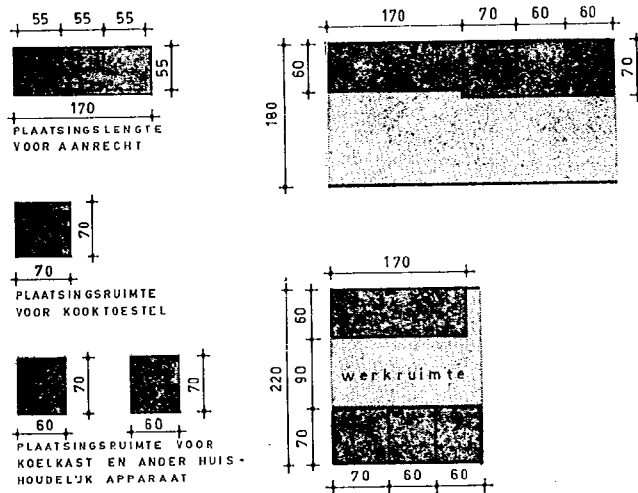 55 55 55
55
170
PLAATSINGSLENGTE
VOOR AANRECHT
70
70
PLAATSINGSRUIMTE
VOOR KOOKTOESTEL
70 70
60 60
PLAATSINGSRUIMTE VOOR
KOELKAST EN ANDER HUIS-
HOUDELIJK APPARAAT
170 70 60 60
60
70
180
170
60
220
90
werkruimte
70
70 60 60